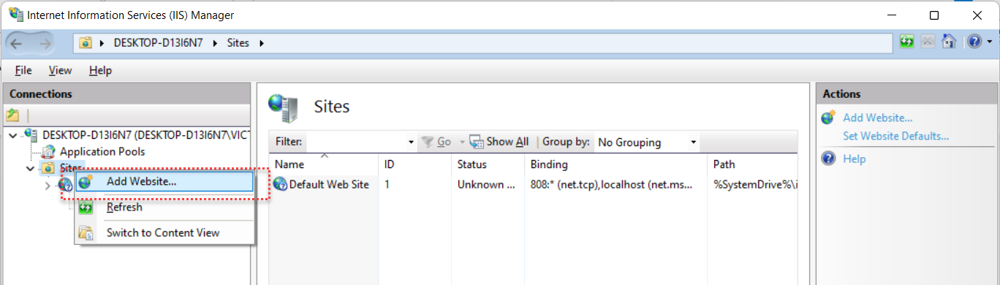 Internet Information Services (IIS) Manager
DESKTOP-D13I6N7 Sites
File View Help
Connections
DESKTOP-D13I6N7 (DESKTOP-D13I6N7\VICT
Application Pools
Sites
Add Website...
Refresh
Switch to Content View
Sites
Filter: Go Show All Group by: No Grouping
Name ID Status Binding Path
Default Web Site 1 Unknown ... 808:* (net.tcp),localhost (net.ms... %SystemDrive%\i
Actions
Add Website...
Set Website Defaults...
Help